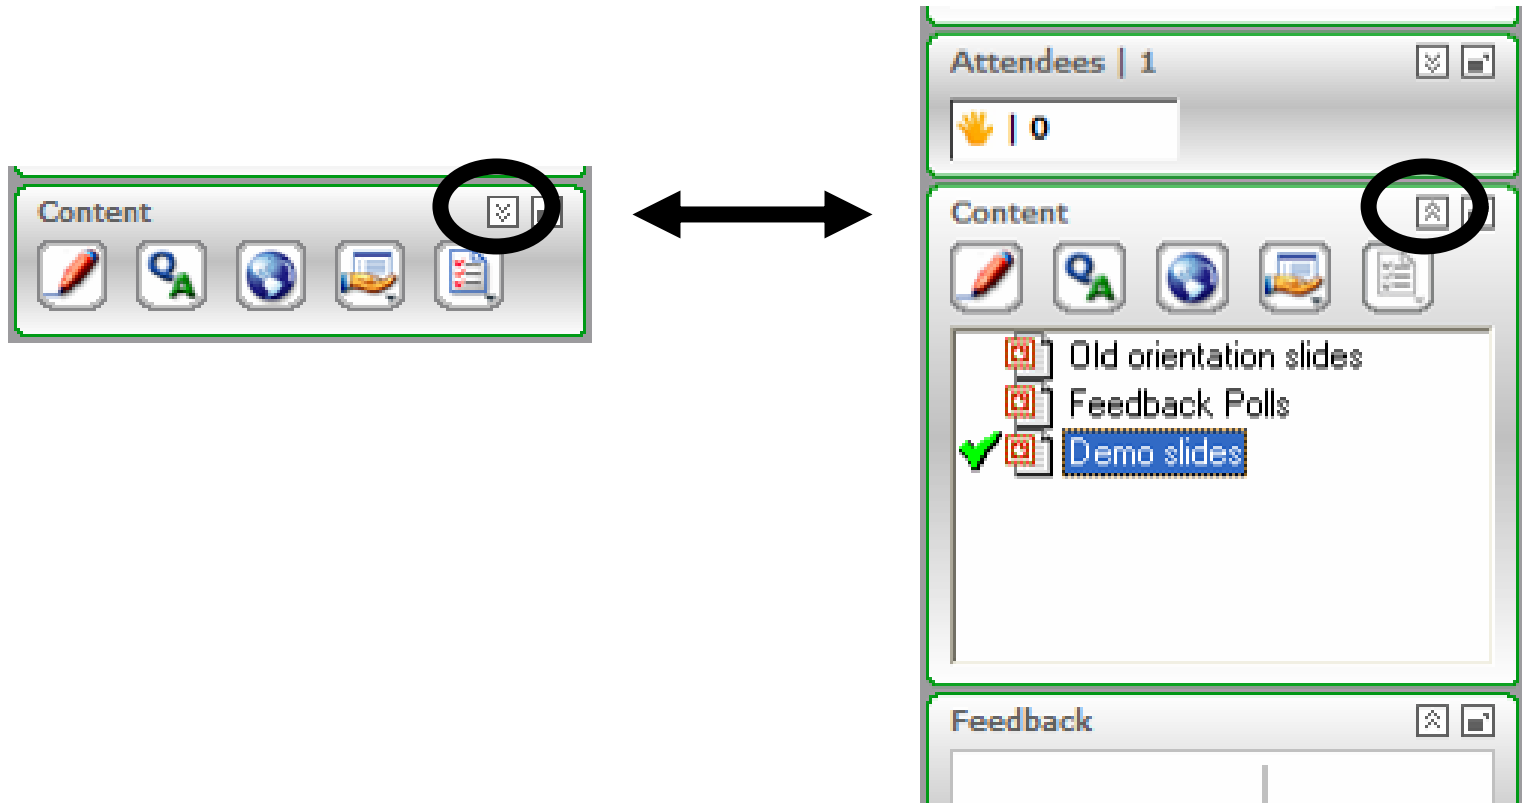 Content
Q A
Attendees | 1
| 0
Content
Q A
Old orientation slides
Feedback Polls
Demo slides
Feedback